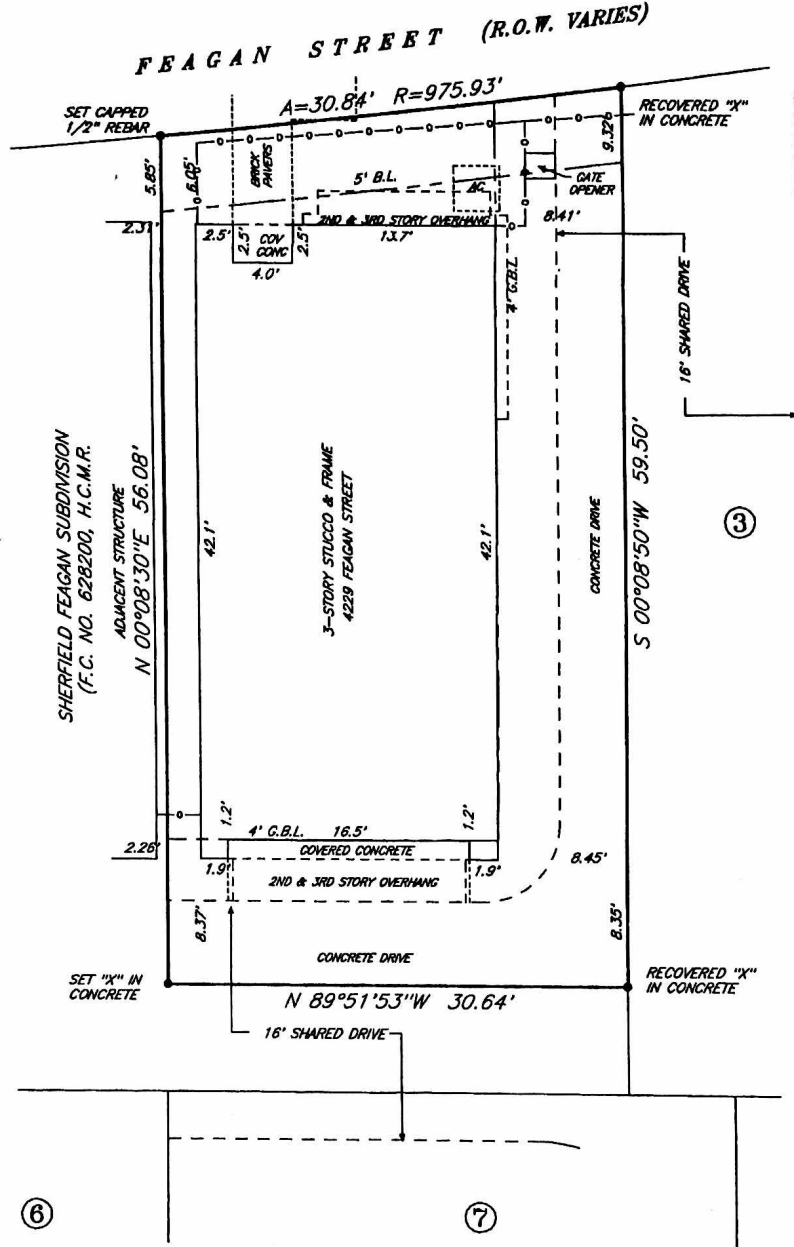 FEAGAN STREET (R.O.W. VARIES)
SET CAPPED
1/2" REBAR
A=30.84' R=975.93'
RECOVERED "X"
IN CONCRETE
5.85'
6.05'
BRICK
PAVERS
5' B.L.
AC
9.32'
GATE
OPENER
2.31'
2.5'
2.5'
COV
CONC
2.5'
2ND & 3RD STORY OVERHANG
13.7'
8.41'
4.0'
4' G.B.L.
16' SHARED DRIVE
SHERFIELD FEAGAN SUBDIVISION
(F.C. NO. 628200, H.C.M.R.
ADJACENT STRUCTURE
N 00°08'30"E 56.08'
42.1'
3-STORY STUCCO & FRAME
4229 FEAGAN STREET
42.1'
CONCRETE DRIVE
S 00°08'50"W 59.50'
3
1.2'
4' G.B.L. 16.5'
1.2'
2.26'
COVERED CONCRETE
1.9'
2ND & 3RD STORY OVERHANG
1.9'
8.45'
8.37'
8.35'
CONCRETE DRIVE
SET "X" IN
CONCRETE
N 89°51'53"W 30.64'
RECOVERED "X"
IN CONCRETE
16' SHARED DRIVE
6
7